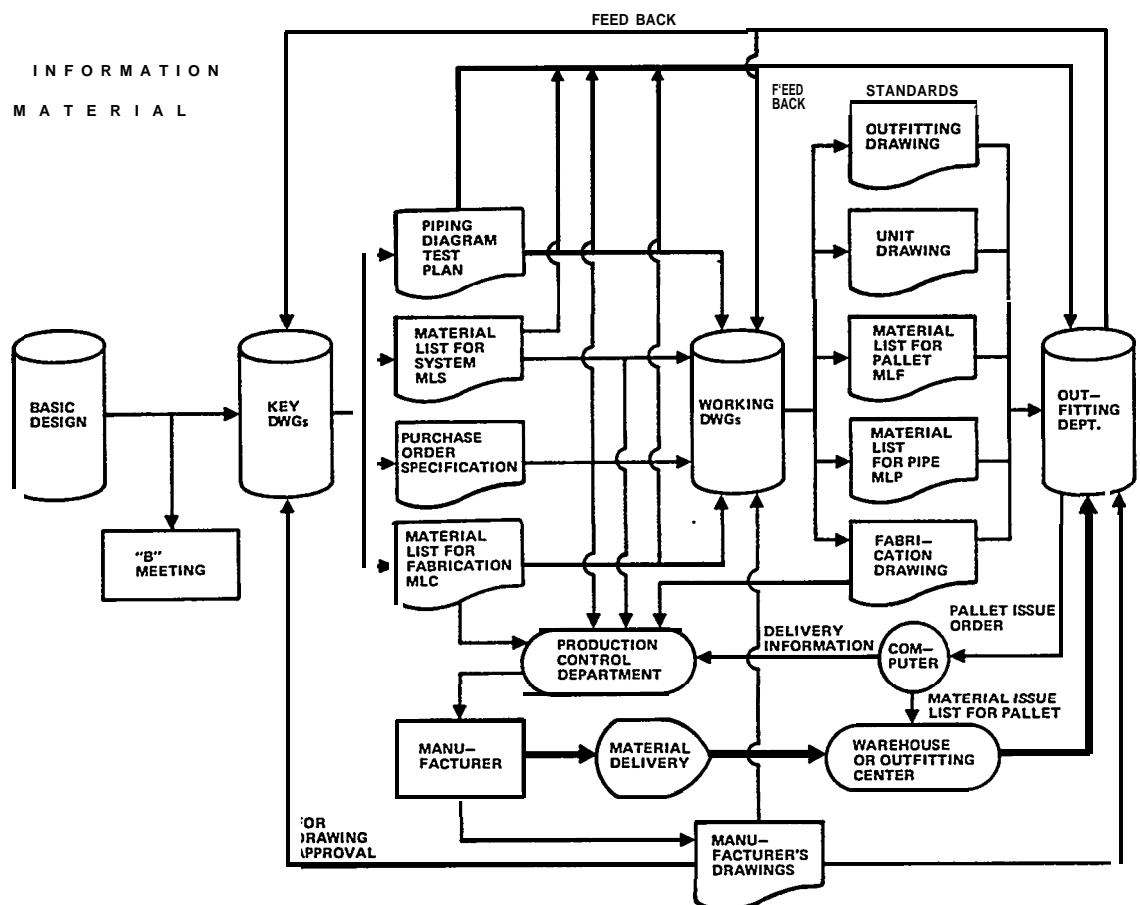 FEED BACK
INFORMATION
MATERIAL
F'EED
BACK
STANDARDS
OUTFITTING
DRAWING
PIPING
DIAGRAM
TEST
PLAN
UNIT
DRAWING
MATERIAL
LIST FOR
SYSTEM
MLS
MATERIAL
LIST FOR
PALLET
MLF
BASIC
DESIGN
KEY
DWGs
WORKING
DWGs
OUT–
FITTING
DEPT.
PURCHASE
ORDER
SPECIFICATION
MATERIAL
LIST
FOR PIPE
MLP
"B"
MEETING
MATERIAL
LIST FOR
FABRICATION
MLC
FABRI–
CATION
DRAWING
PALLET ISSUE
ORDER
PRODUCTION
CONTROL
DEPARTMENT
DELIVERY
INFORMATION
COM–
PUTER
MATERIAL ISSUE
LIST FOR PALLET
MANU–
FACTURER
MATERIAL
DELIVERY
WAREHOUSE
OR OUTFITTING
CENTER
FOR
DRAWING
APPROVAL
MANU–
FACTURER'S
DRAWINGS